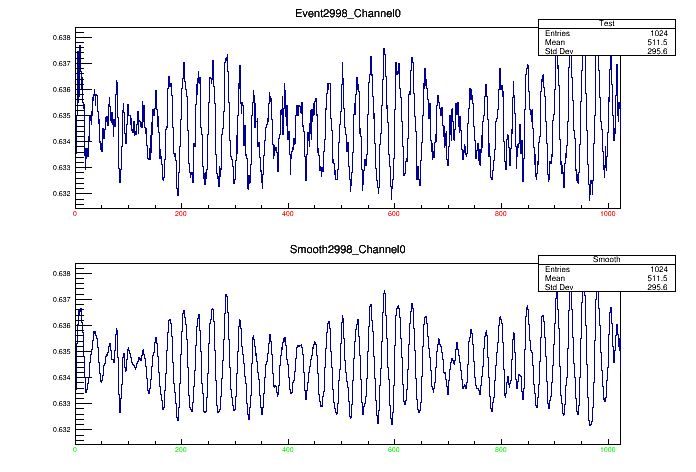 Event2998_Channel0
Test
Entries 1024
Mean 511.5
Std Dev 295.6
0.638
0.637
0.636
0.635
0.634
0.633
0.632
0 200 400 600 800 1000
Smooth2998_Channel0
Smooth
Entries 1024
Mean 511.5
Std Dev 295.6
0.638
0.637
0.636
0.635
0.634
0.633
0.632
0 200 400 600 800 1000